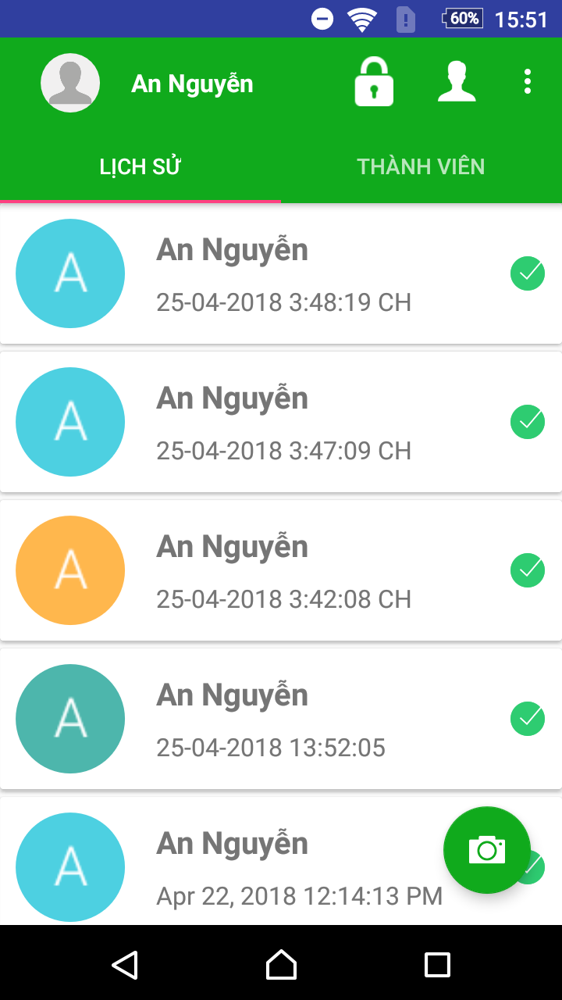 60% 15:51
An Nguyễn
LỊCH SỬ THÀNH VIÊN
A
An Nguyễn
25-04-2018 3:48:19 CH
A
An Nguyễn
25-04-2018 3:47:09 CH
A
An Nguyễn
25-04-2018 3:42:08 CH
A
An Nguyễn
25-04-2018 13:52:05
A
An Nguyễn
Apr 22, 2018 12:14:13 PM